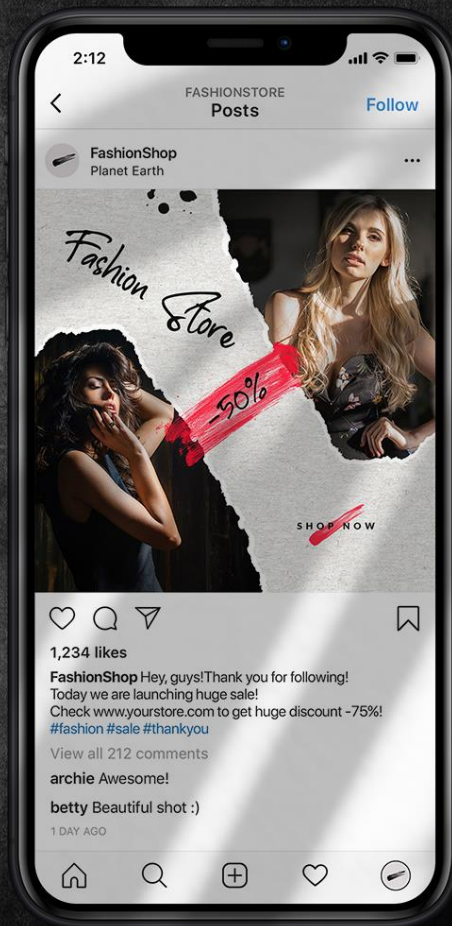 2:12
FASHIONSTORE
Posts
Follow
FashionShop
Planet Earth
Fashion Store
-50%
SHOP NOW
1,234 likes
FashionShop Hey, guys!Thank you for following!
Today we are launching huge sale!
Check www.yourstore.com to get huge discount -75%!
#fashion #sale #thankyou
View all 212 comments
archie Awesome!
betty Beautiful shot :)
1 DAY AGO